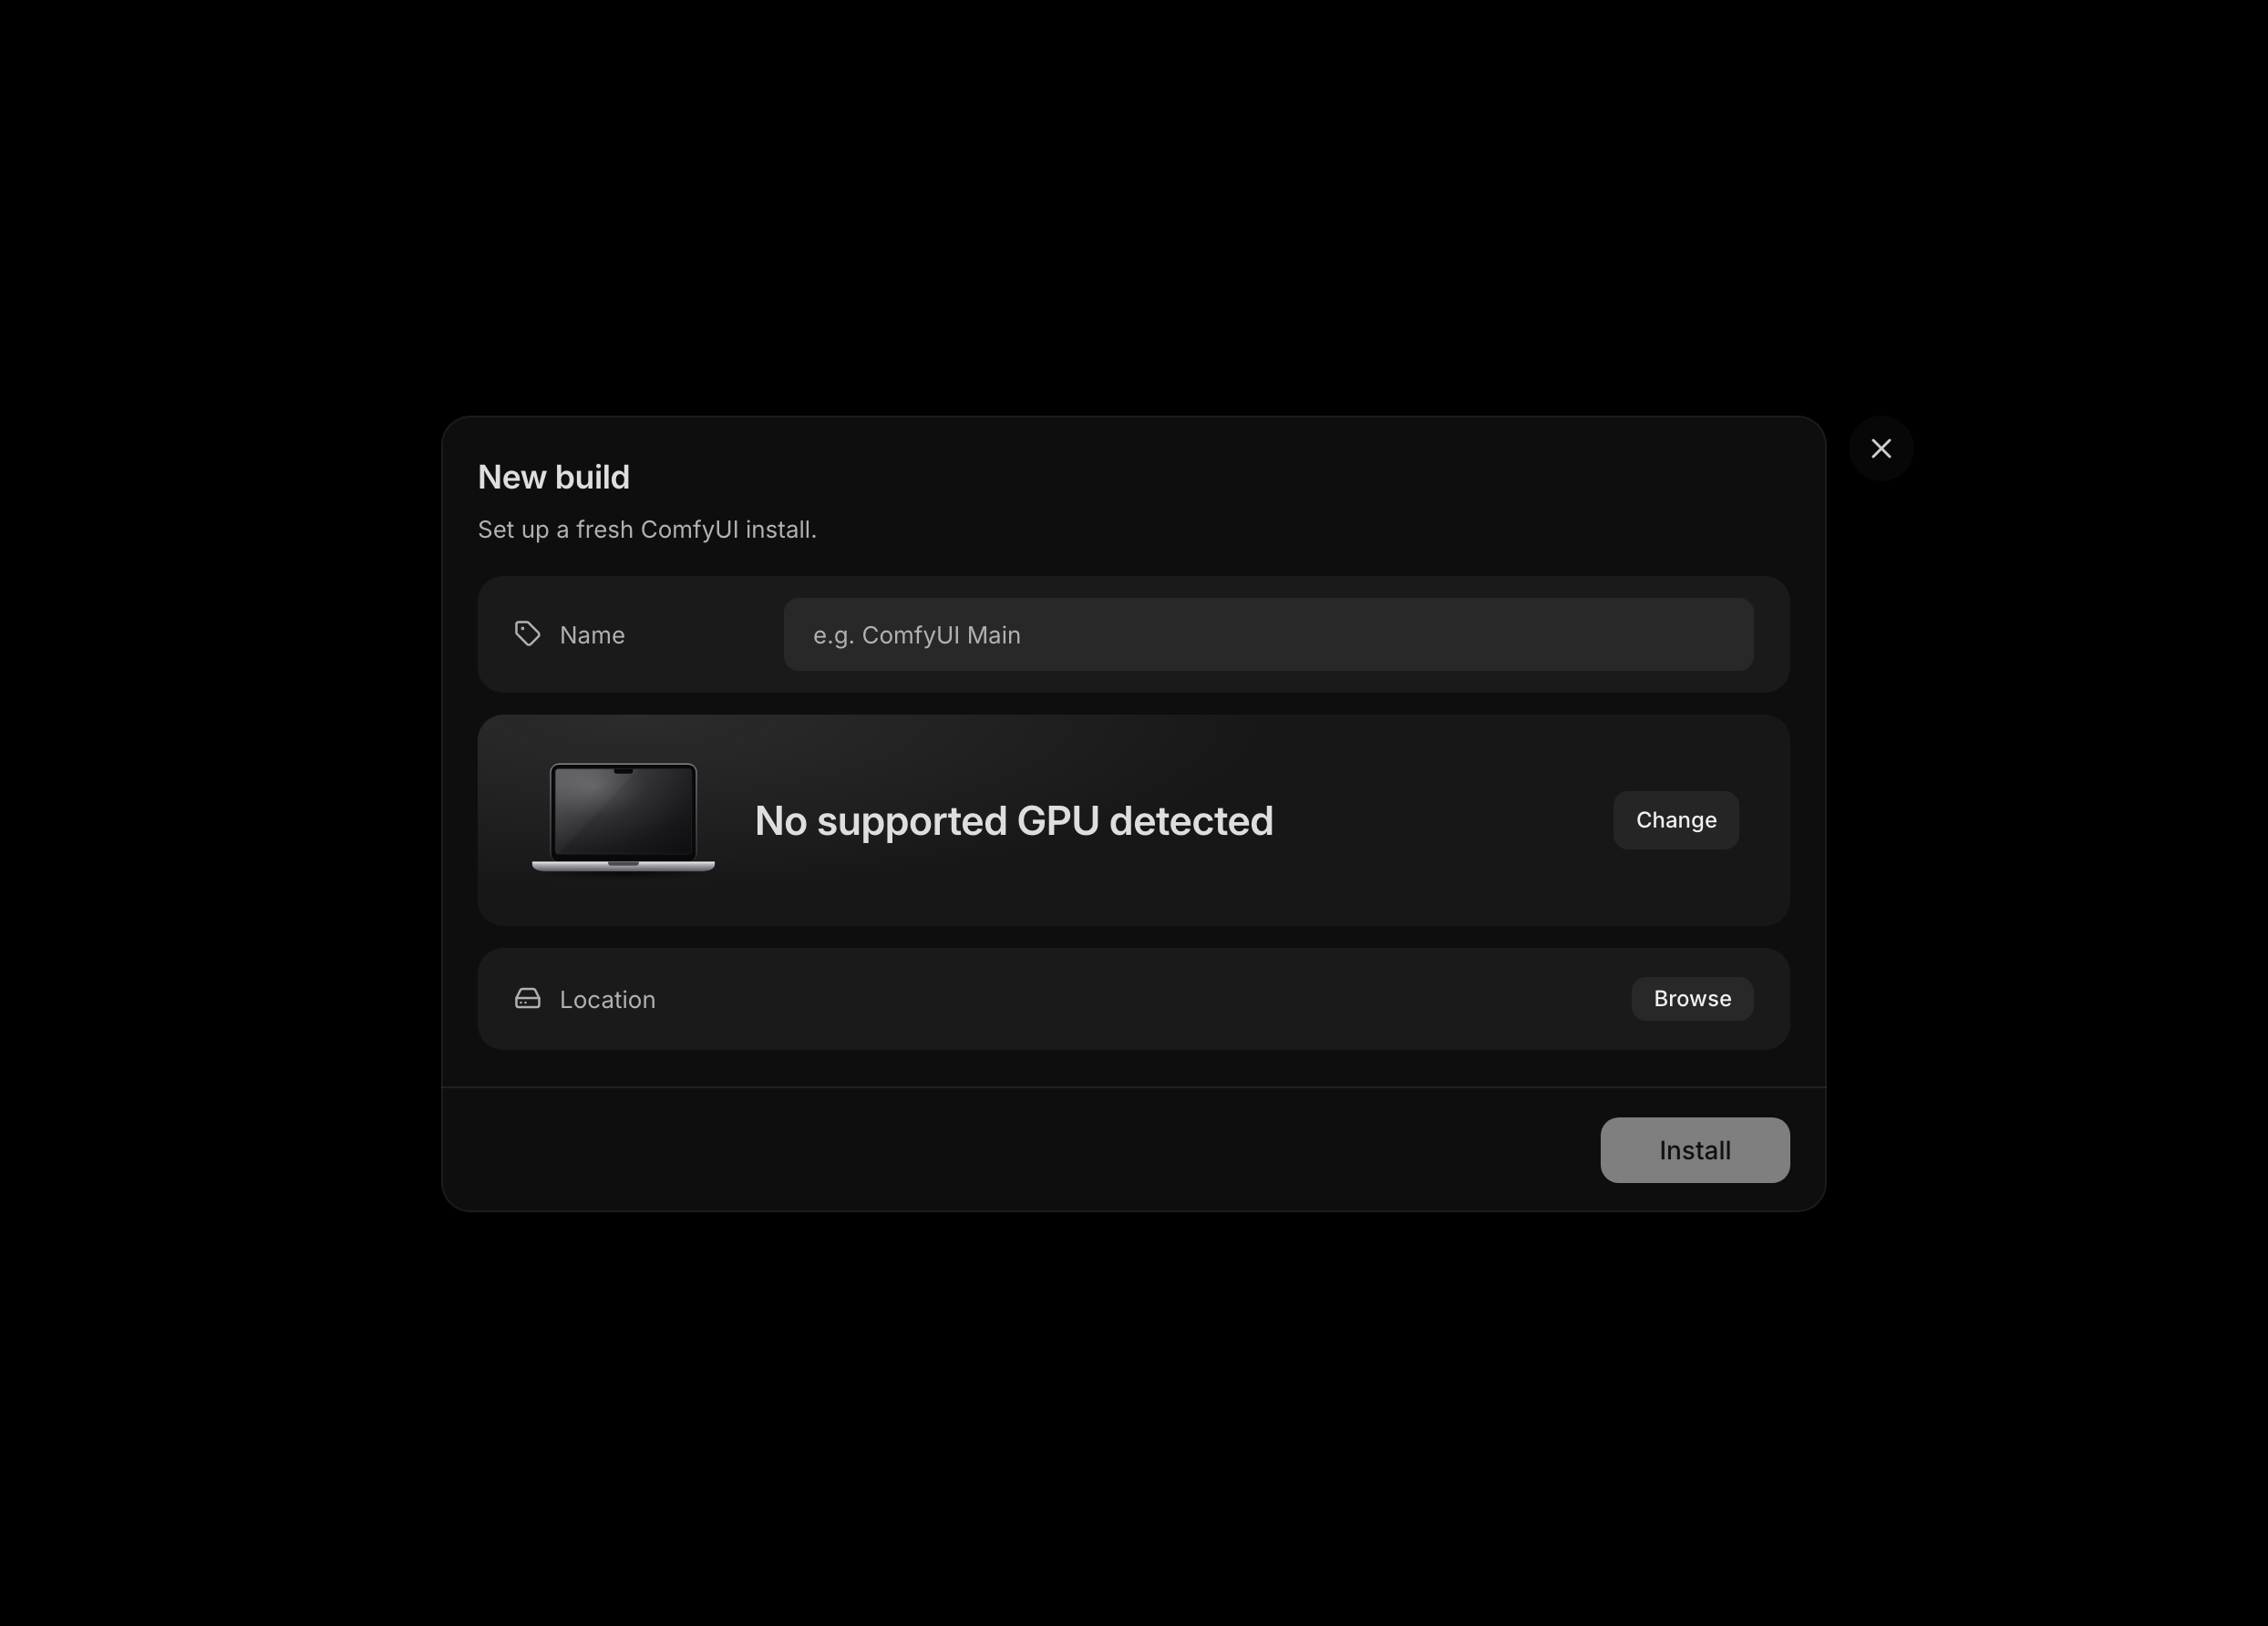 New build
Set up a fresh ComfyUI install.
Name
e.g. ComfyUI Main
No supported GPU detected
Change
Location
Browse
Install